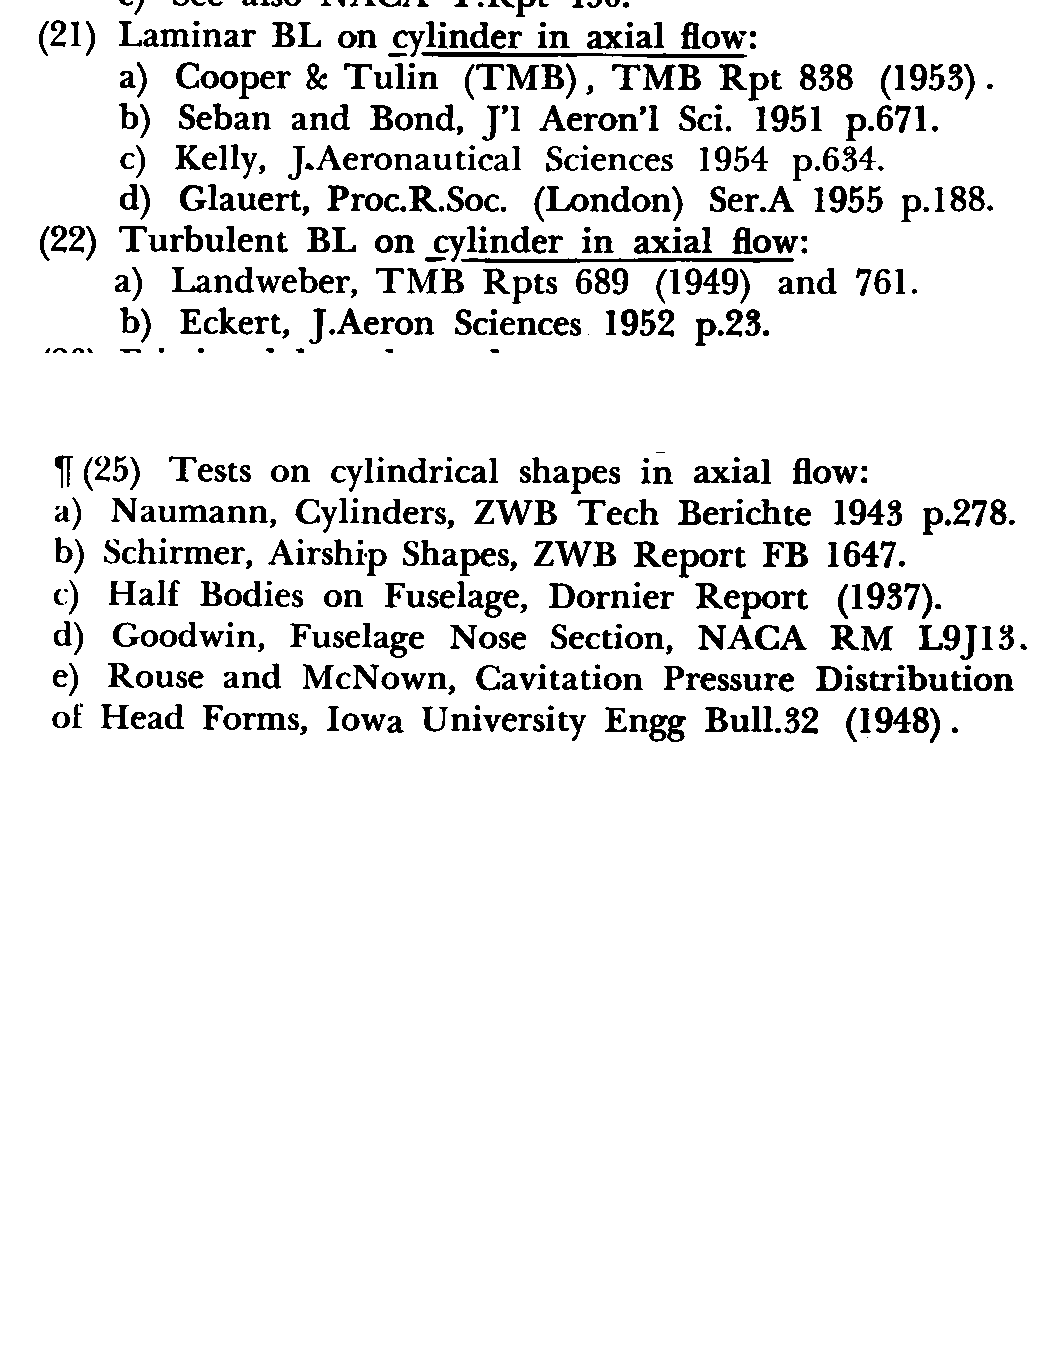 (21) Laminar BL on cylinder in axial flow:
a) Cooper & Tulin (TMB), TMB Rpt 838 (1953).
b) Seban and Bond, J'l Aeron'l Sci. 1951 p.671.
c) Kelly, J.Aeronautical Sciences 1954 p.634.
d) Glauert, Proc.R.Soc. (London) Ser.A 1955 p.188.
(22) Turbulent BL on cylinder in axial flow:
a) Landweber, TMB Rpts 689 (1949) and 761.
b) Eckert, J.Aeron Sciences 1952 p.23.
¶ (25) Tests on cylindrical shapes in axial flow:
a) Naumann, Cylinders, ZWB Tech Berichte 1943 p.278.
b) Schirmer, Airship Shapes, ZWB Report FB 1647.
c) Half Bodies on Fuselage, Dornier Report (1937).
d) Goodwin, Fuselage Nose Section, NACA RM L9J13.
e) Rouse and McNown, Cavitation Pressure Distribution
of Head Forms, Iowa University Engg Bull.32 (1948).